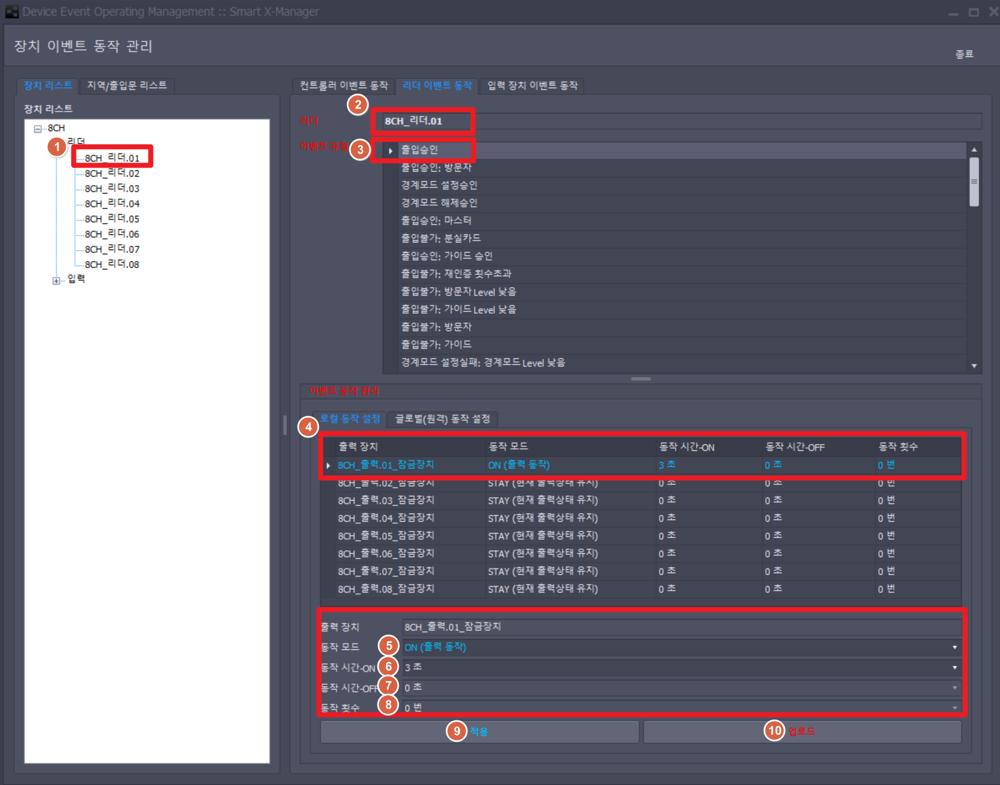 Device Event Operating Management :: Smart X-Manager
장치 이벤트 동작 관리
종료
장치 리스트
지역/출입문 리스트
장치 리스트
8CH
리더
1
8CH_리더.01
8CH_리더.02
8CH_리더.03
8CH_리더.04
8CH_리더.05
8CH_리더.06
8CH_리더.07
8CH_리더.08
입력
컨트롤러 이벤트 동작
리더 이벤트 동작
입력 장치 이벤트 동작
2
리더
8CH_리더.01
이벤트 유형
3
출입승인
출입승인: 방문자
경계모드 설정승인
경계모드 해제승인
출입승인: 마스터
출입불가: 분실카드
출입승인: 가이드 승인
출입불가: 재인증 횟수초과
출입불가: 방문자 Level 낮음
출입불가: 가이드 Level 낮음
출입불가: 방문자
출입불가: 가이드
경계모드 설정실패: 경계모드 Level 낮음
이벤트 동작 관리
4
로컬 동작 설정
글로벌(원격) 동작 설정
출력 장치 동작 모드 동작 시간-ON 동작 시간-OFF 동작 횟수
8CH_출력.01_잠금장치 ON (출력 동작) 3 초 0 초 0 번
8CH_출력.02_잠금장치 STAY (현재 출력상태 유지) 0 초 0 초 0 번
8CH_출력.03_잠금장치 STAY (현재 출력상태 유지) 0 초 0 초 0 번
8CH_출력.04_잠금장치 STAY (현재 출력상태 유지) 0 초 0 초 0 번
8CH_출력.05_잠금장치 STAY (현재 출력상태 유지) 0 초 0 초 0 번
8CH_출력.06_잠금장치 STAY (현재 출력상태 유지) 0 초 0 초 0 번
8CH_출력.07_잠금장치 STAY (현재 출력상태 유지) 0 초 0 초 0 번
8CH_출력.08_잠금장치 STAY (현재 출력상태 유지) 0 초 0 초 0 번
출력 장치 8CH_출력.01_잠금장치
동작 모드 5 ON (출력 동작)
동작 시간-ON 6 3 초
동작 시간-OFF 7 0 초
동작 횟수 8 0 번
9 적용
10 업로드